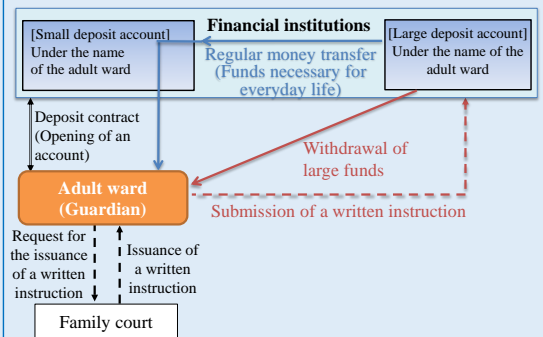 Financial institutions
[Small deposit account]
Under the name
of the adult ward
[Large deposit account]
Under the name of the
adult ward
Regular money transfer
(Funds necessary for
everyday life)
Deposit contract
(Opening of an
account)
Withdrawal of
large funds
Adult ward
(Guardian)
Submission of a written instruction
Request for
the issuance
of a written
instruction
Issuance of
a written
instruction
Family court